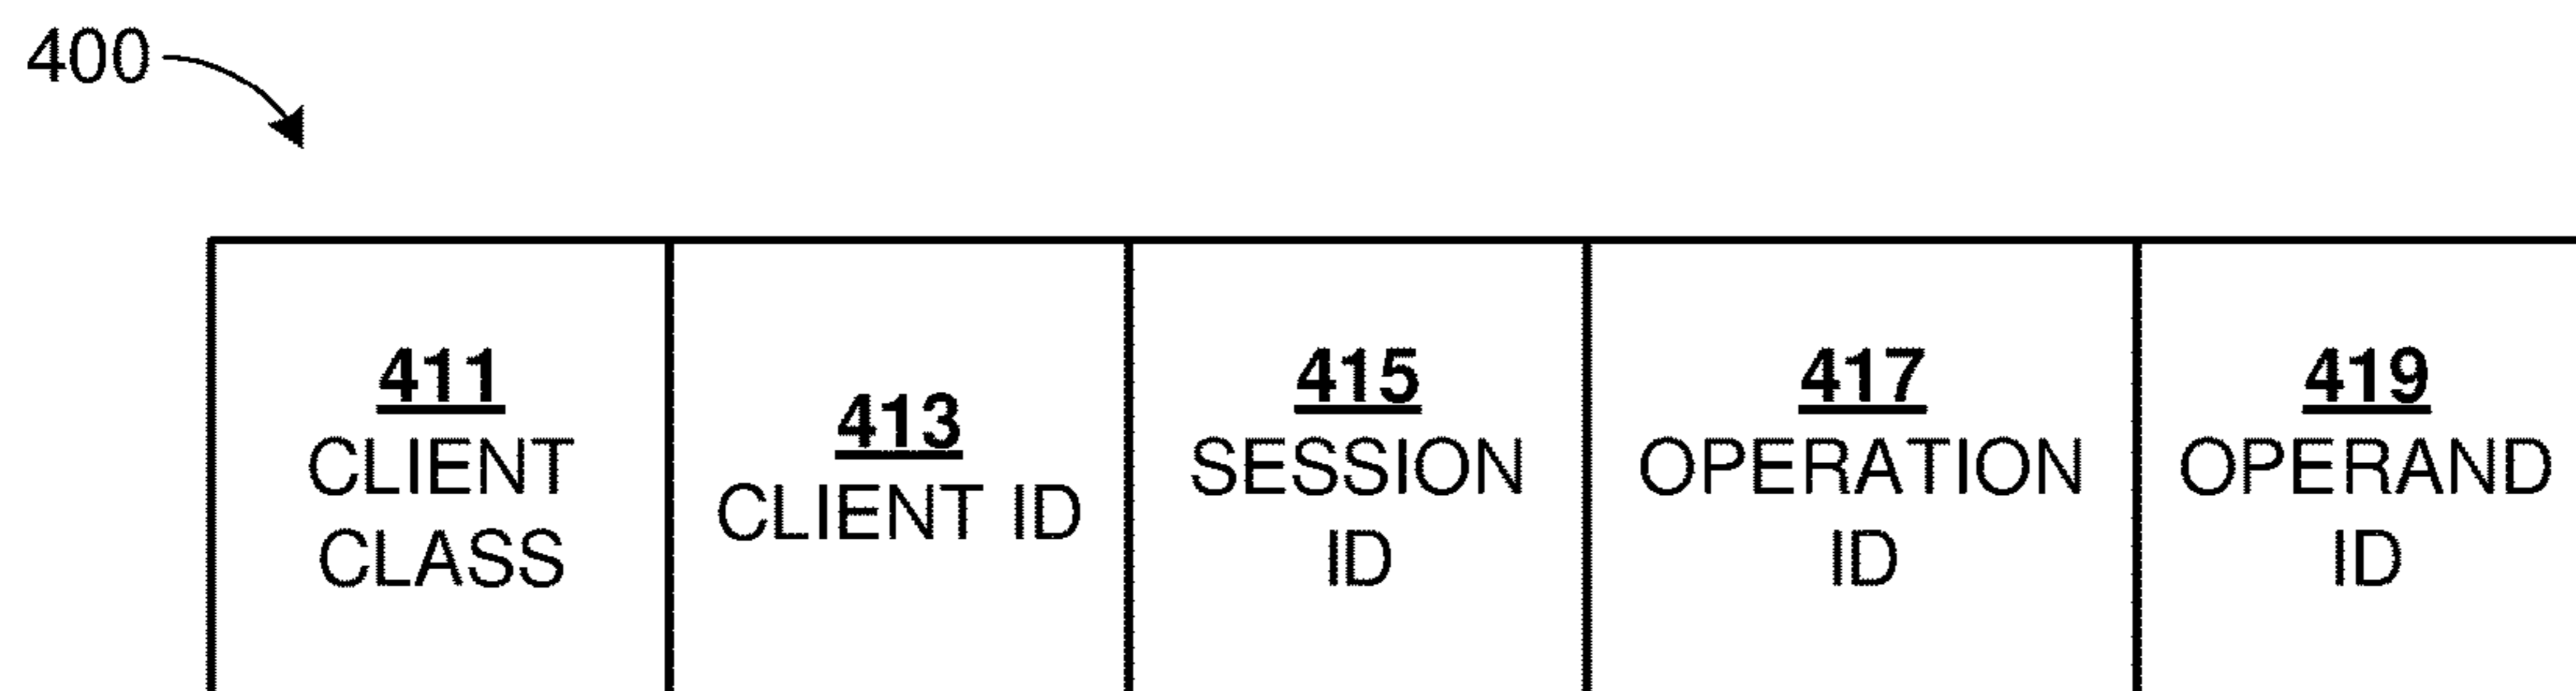 400
411
CLIENT
CLASS
413
CLIENT ID
415
SESSION
ID
417
OPERATION
ID
419
OPERAND
ID